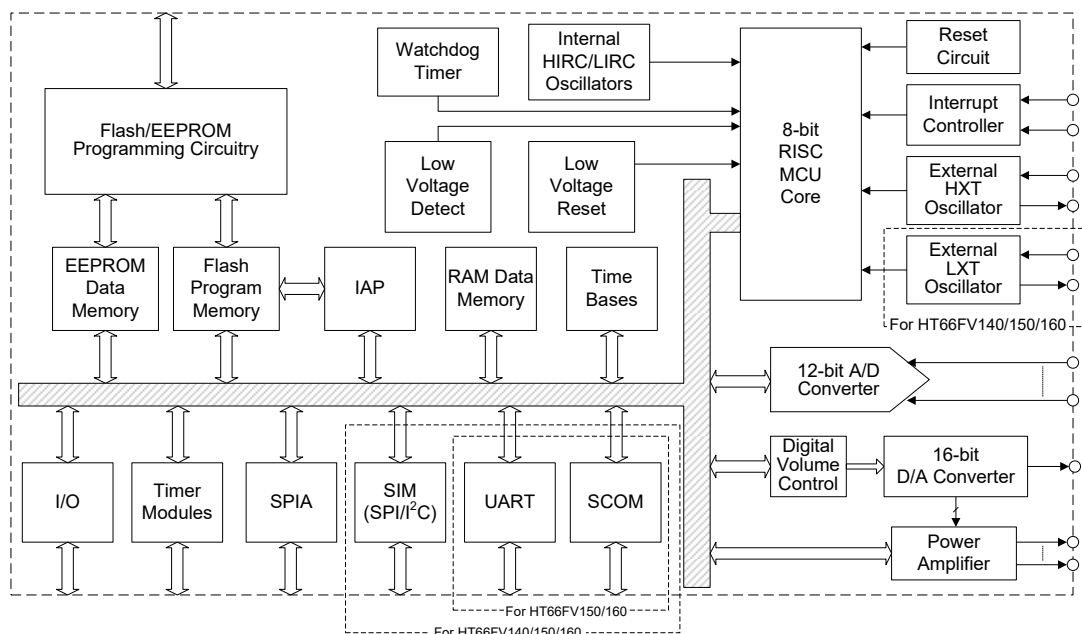 Watchdog
Timer
Internal
HIRC/LIRC
Oscillators
Reset
Circuit
Flash/EEPROM
Programming Circuitry
8-bit
RISC
MCU
Core
Interrupt
Controller
Low
Voltage
Detect
Low
Voltage
Reset
External
HXT
Oscillator
EEPROM
Data
Memory
Flash
Program
Memory
IAP
RAM Data
Memory
Time
Bases
External
LXT
Oscillator
For HT66FV140/150/160
12-bit A/D
Converter
Digital
Volume
Control
16-bit
D/A Converter
I/O
Timer
Modules
SPIA
SIM
(SPI/I²C)
UART
SCOM
Power
Amplifier
For HT66FV150/160
For HT66FV140/150/160